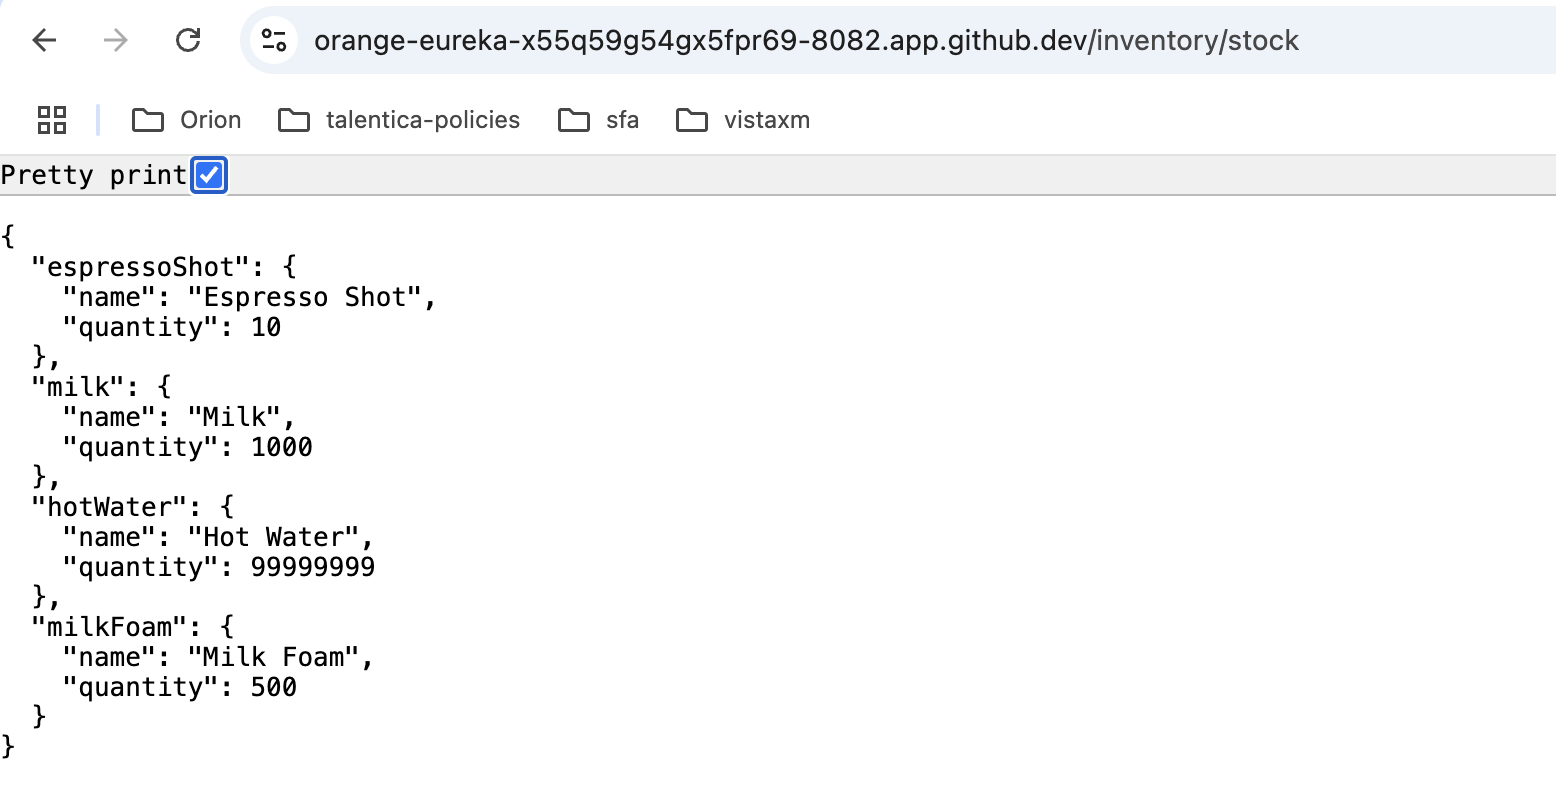 orange-eureka-x55q59g54gx5fpr69-8082.app.github.dev/inventory/stock
Orion talentica-policies sfa vistaxm
Pretty print
{
  "espressoShot": {
    "name": "Espresso Shot",
    "quantity": 10
  },
  "milk": {
    "name": "Milk",
    "quantity": 1000
  },
  "hotWater": {
    "name": "Hot Water",
    "quantity": 99999999
  },
  "milkFoam": {
    "name": "Milk Foam",
    "quantity": 500
  }
}